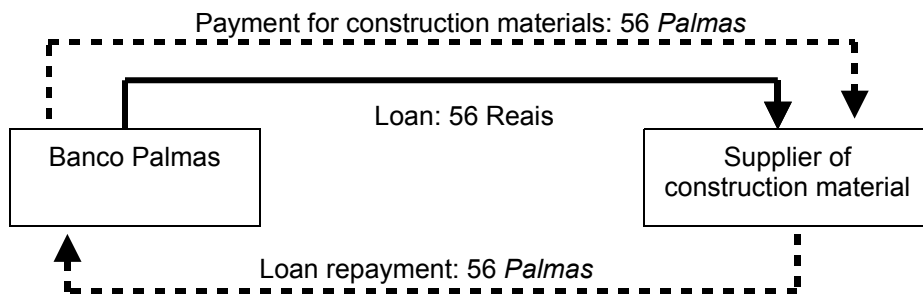 Payment for construction materials: 56 Palmas
Loan: 56 Reais
Banco Palmas
Supplier of
construction material
Loan repayment: 56 Palmas